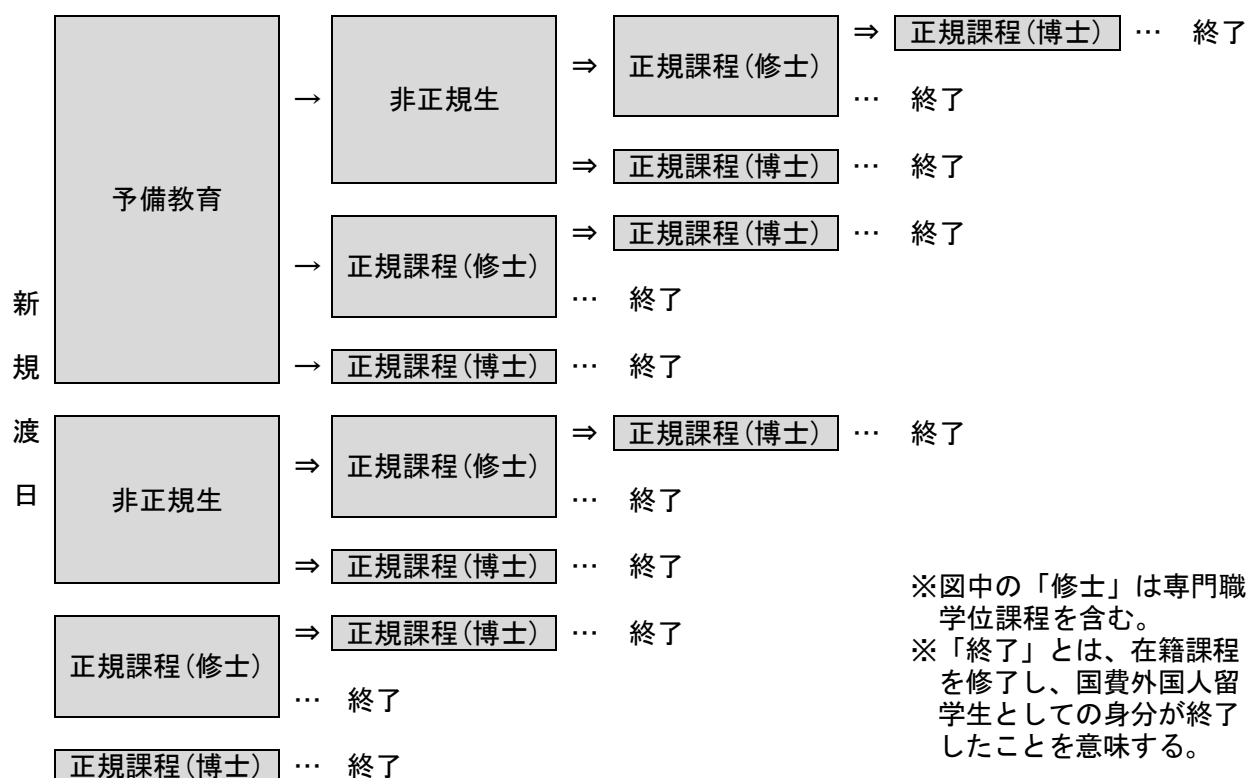 ⇒ 正規課程(博士) … 終了
⇒ 正規課程(修士)
→ 非正規生 … 終了
⇒ 正規課程(博士) … 終了
予備教育
⇒ 正規課程(博士) … 終了
→ 正規課程(修士)
… 終了
→ 正規課程(博士) … 終了
新規渡日
⇒ 正規課程(博士) … 終了
⇒ 正規課程(修士)
非正規生 … 終了
⇒ 正規課程(博士) … 終了
⇒ 正規課程(博士) … 終了
正規課程(修士)
… 終了
正規課程(博士) … 終了
※図中の「修士」は専門職
学位課程を含む。
※「終了」とは、在籍課程
を修了し、国費外国人留
学生としての身分が終了
したことを意味する。